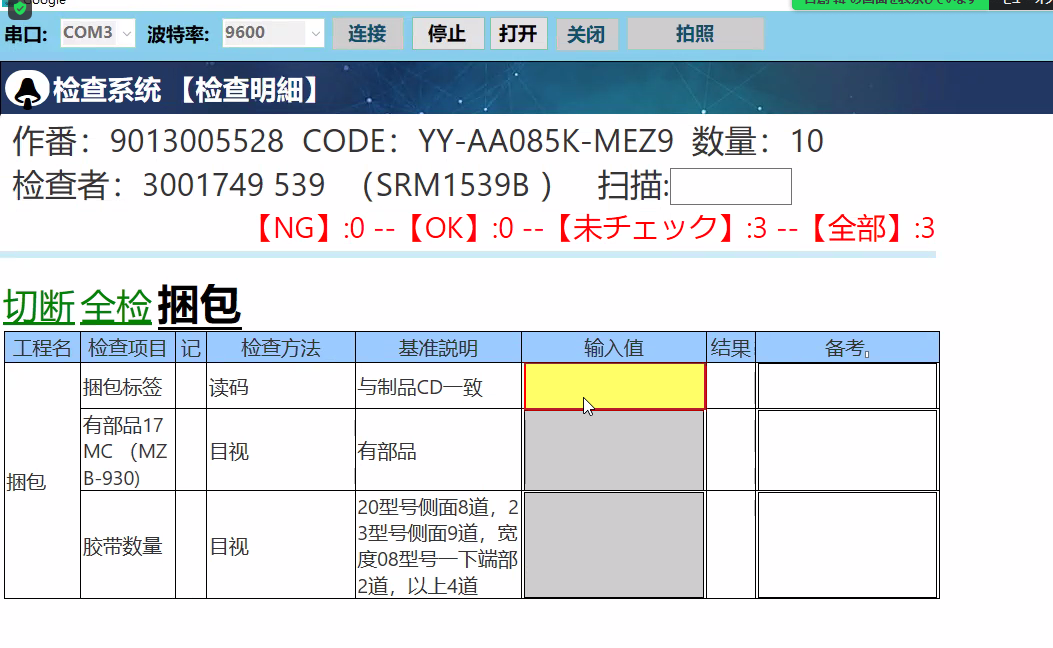 Google
串口: COM3 波特率: 9600 连接 停止 打开 关闭 拍照
检查系统 【检查明細】
作番：9013005528 CODE：YY-AA085K-MEZ9 数量：10
检查者：3001749 539 （SRM1539B ） 扫描:
【NG】:0 --【OK】:0 --【未チェック】:3 --【全部】:3
切断 全检 捆包
工程名 检查项目 记 检查方法 基准説明 输入值 结果 备考。
捆包
捆包标签 读码 与制品CD一致
有部品17
MC （MZ
B-930)
目视 有部品
胶带数量 目视
20型号侧面8道，2
3型号侧面9道，宽
度08型号一下端部
2道，以上4道